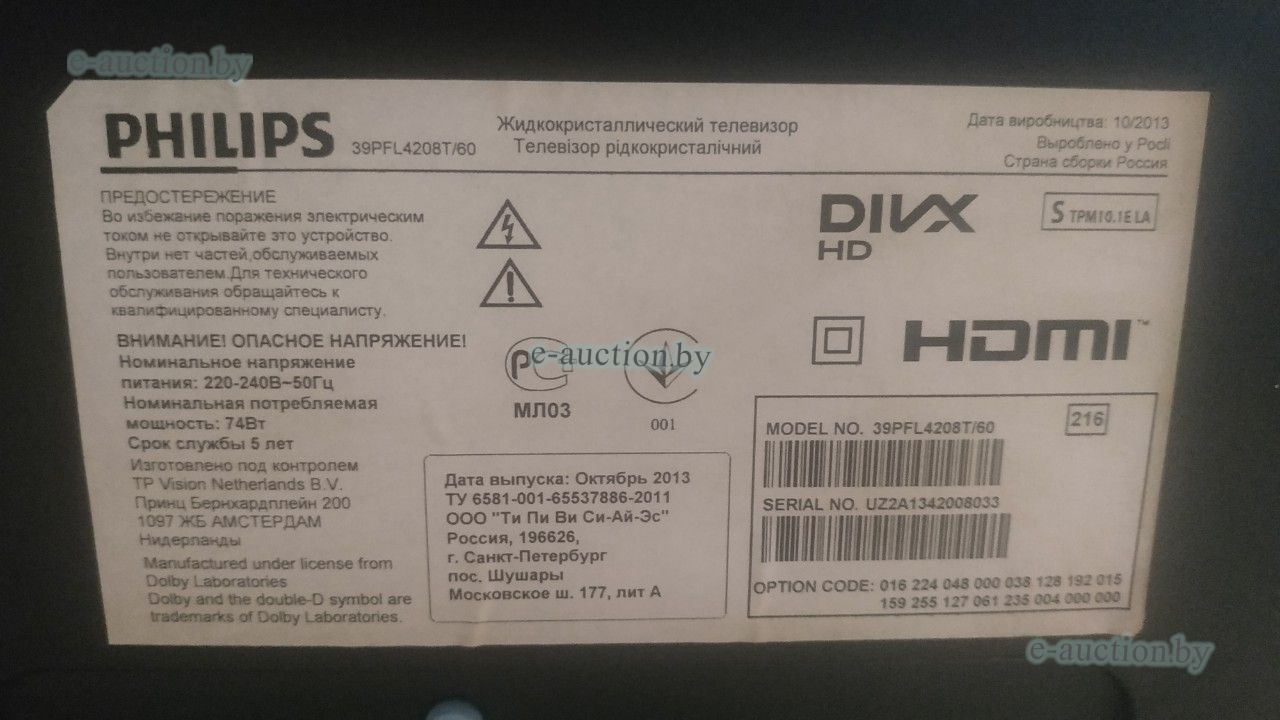 e-auction.by
PHILIPS 39PFL4208T/60
Жидкокристаллический телевизор
Телевізор рідкокристалічний
Дата виробництва: 10/2013
Выроблено у Росії
Страна сборки Россия
ПРЕДОСТЕРЕЖЕНИЕ
Во избежание поражения электрическим
током не открывайте это устройство.
Внутри нет частей,обслуживаемых
пользователем.Для технического
обслуживания обращайтесь к
квалифицированному специалисту.
ВНИМАНИЕ! ОПАСНОЕ НАПРЯЖЕНИЕ!
Номинальное напряжение
питания: 220-240В~50Гц
Номинальная потребляемая
мощность: 74Вт
Срок службы 5 лет
Изготовлено под контролем
TP Vision Netherlands B.V.
Принц Бернхардплейн 200
1097 ЖБ АМСТЕРДАМ
Нидерланды
Manufactured under license from
Dolby Laboratories
Dolby and the double-D symbol are
trademarks of Dolby Laboratories.
e-auction.by
МЛ03
001
Дата выпуска: Октябрь 2013
ТУ 6581-001-65537886-2011
ООО "Ти Пи Ви Си-Ай-Эс"
Россия, 196626,
г. Санкт-Петербург
пос. Шушары
Московское ш. 177, лит А
DIVX
HD
S TPM10.1E LA
HDMI™
MODEL NO. 39PFL4208T/60
216
SERIAL NO. UZ2A1342008033
OPTION CODE: 016 224 048 000 038 128 192 015
159 255 127 061 235 004 000 000
e-auction.by